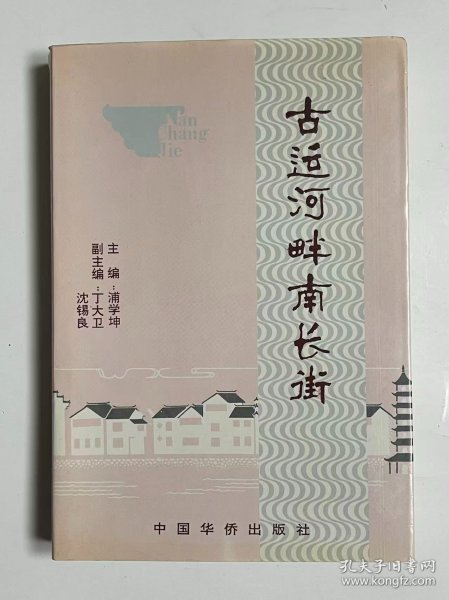 古运河畔南长街
Nan
Chang
Jie
主编：浦学坤
副主编：丁大卫
沈锡良
中国华侨出版社
孔夫子旧书网
www.kongfz.com